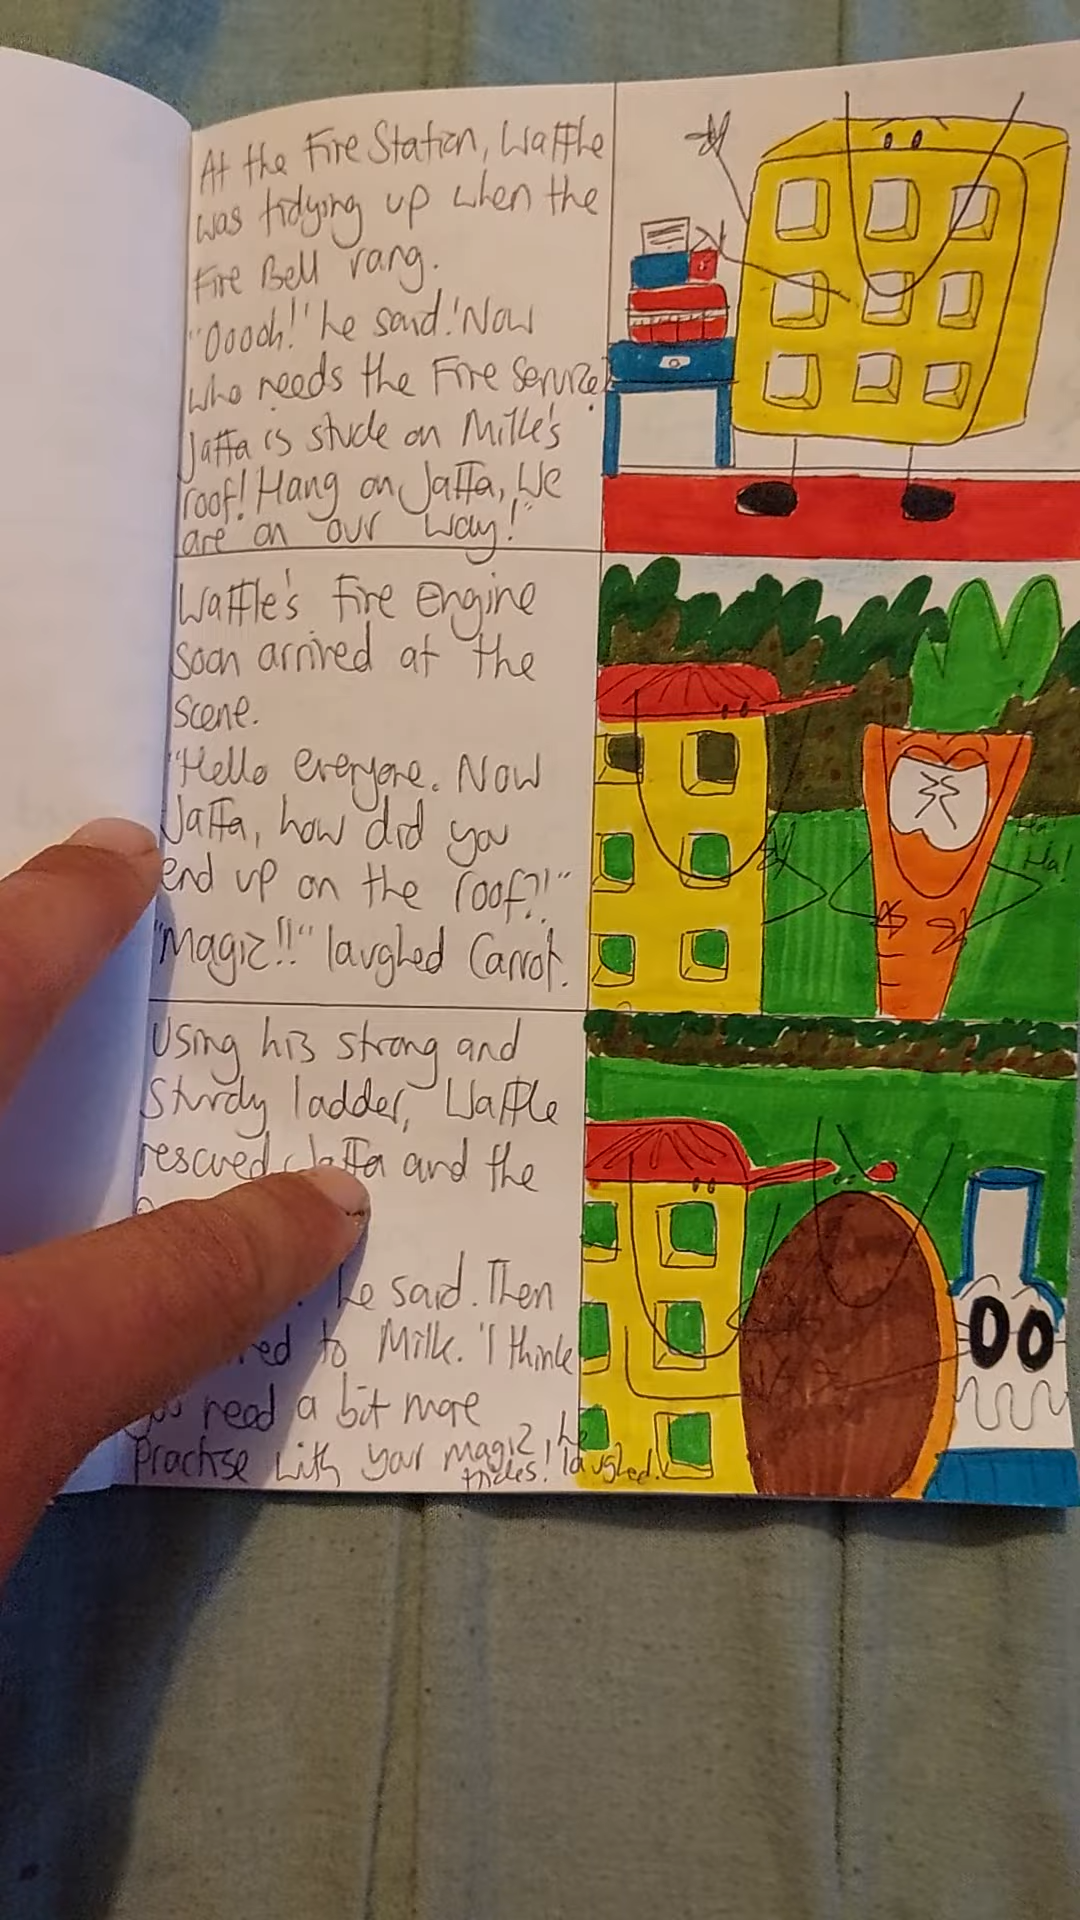 At the Fire Station, Waffle
was tidying up when the
Fire Bell rang.
"Ooooh!" he said. 'Now
who needs the Fire Service?
Jaffa is stuck on Milk's
roof! Hang on Jaffa, We
are on our way!"
Waffle's Fire Engine
soon arrived at the
scene.
"Hello everyone. Now
Jaffa, how did you
end up on the roof?!"
"Magic!!" laughed Carrot.
Ha!
Ha!
Using his strong and
Sturdy ladder, Waffle
rescued Jaffa and the
he said. Then
to Milk. 'I think
you need a bit more
Practise with your magic
tricks! he laughed.